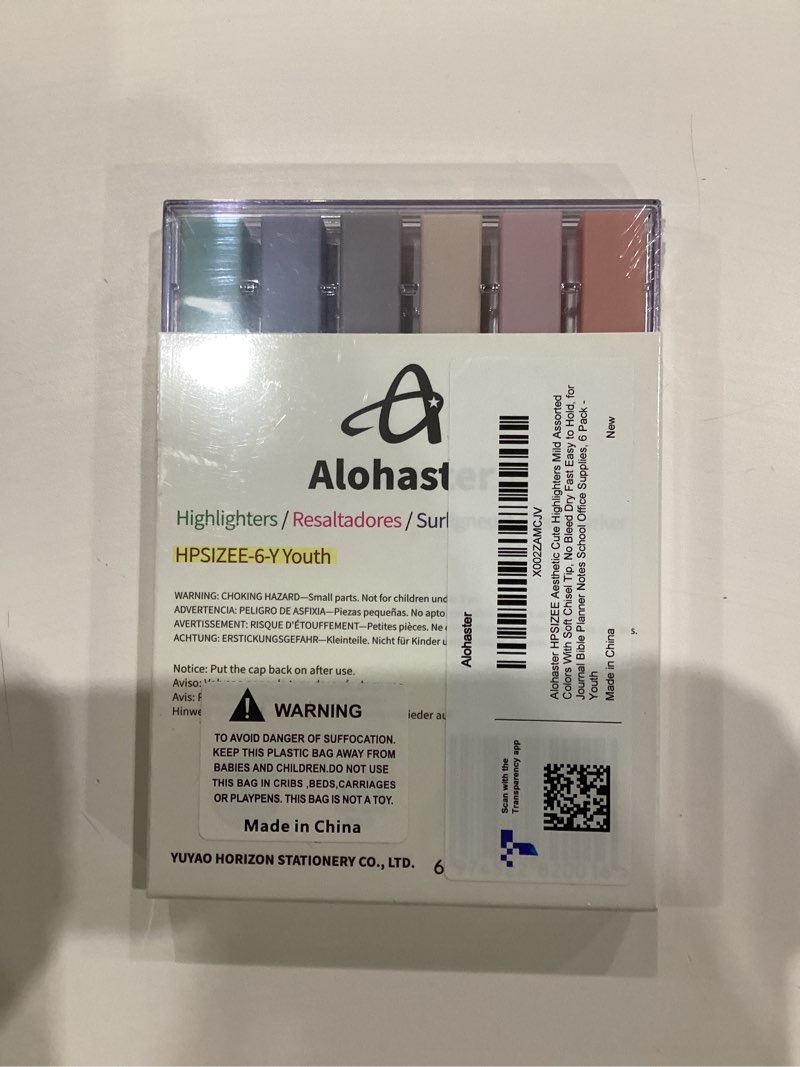 Alohaster
Highlighters / Resaltadores / Surl
HPSIZEE-6-Y Youth
WARNING: CHOKING HAZARD—Small parts. Not for children und
ADVERTENCIA: PELIGRO DE ASFIXIA—Piezas pequeñas. No apto
AVERTISSEMENT: RISQUE D'ÉTOUFFEMENT—Petites pièces. Ne
ACHTUNG: ERSTICKUNGSGEFAHR—Kleinteile. Nicht für Kinder u
s.
Notice: Put the cap back on after use.
Aviso:
Avis: F
Hinwe
ieder au
WARNING
TO AVOID DANGER OF SUFFOCATION.
KEEP THIS PLASTIC BAG AWAY FROM
BABIES AND CHILDREN.DO NOT USE
THIS BAG IN CRIBS ,BEDS,CARRIAGES
OR PLAYPENS. THIS BAG IS NOT A TOY.
Made in China
YUYAO HORIZON STATIONERY CO., LTD.
6
Alohaster
X002ZAMCJV
Alohaster HPSIZEE Aesthetic Cute Highlighters Mild Assorted
Colors With Soft Chisel Tip, No Bleed Dry Fast Easy to Hold, for
Journal Bible Planner Notes School Office Supplies, 6 Pack -
Youth
Made in China New
Scan with the
Transparency app